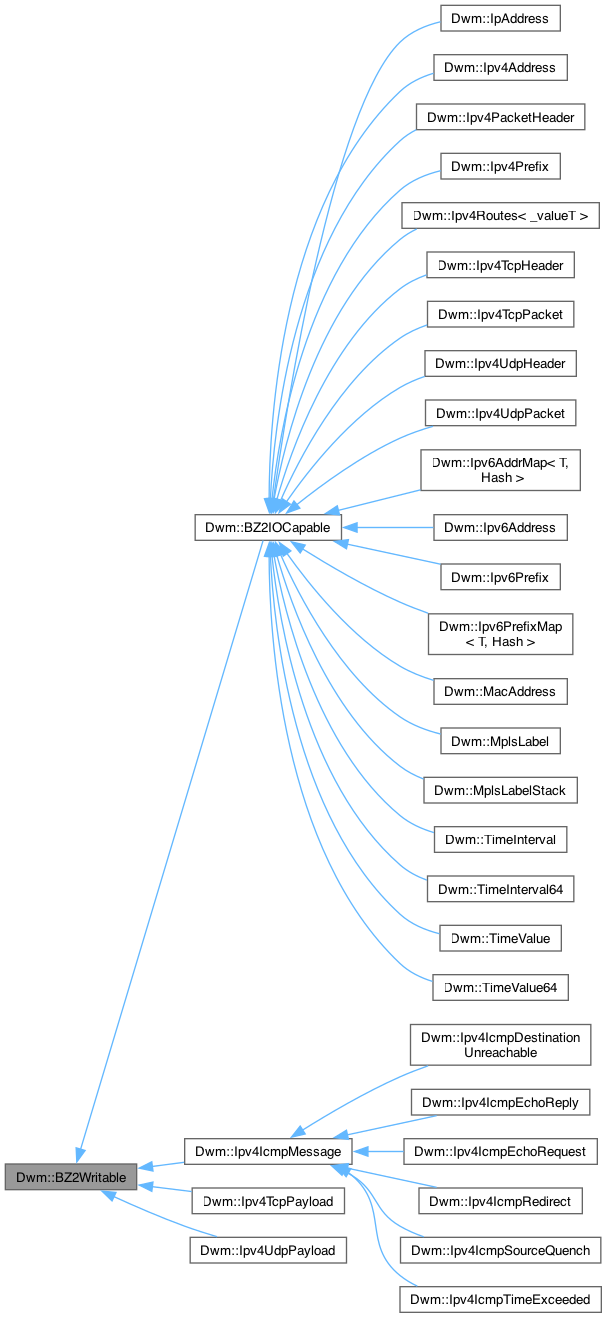 Dwm::IpAddress
Dwm::Ipv4Address
Dwm::Ipv4PacketHeader
Dwm::Ipv4Prefix
Dwm::Ipv4Routes< _valueT >
Dwm::Ipv4TcpHeader
Dwm::Ipv4TcpPacket
Dwm::Ipv4UdpHeader
Dwm::Ipv4UdpPacket
Dwm::Ipv6AddrMap< T,
Hash >
Dwm::BZ2IOCapable
Dwm::Ipv6Address
Dwm::Ipv6Prefix
Dwm::Ipv6PrefixMap
< T, Hash >
Dwm::MacAddress
Dwm::MplsLabel
Dwm::MplsLabelStack
Dwm::TimeInterval
Dwm::TimeInterval64
Dwm::TimeValue
Dwm::TimeValue64
Dwm::Ipv4IcmpDestination
Unreachable
Dwm::Ipv4IcmpEchoReply
Dwm::Ipv4IcmpMessage
Dwm::Ipv4IcmpEchoRequest
Dwm::BZ2Writable
Dwm::Ipv4TcpPayload
Dwm::Ipv4IcmpRedirect
Dwm::Ipv4UdpPayload
Dwm::Ipv4IcmpSourceQuench
Dwm::Ipv4IcmpTimeExceeded